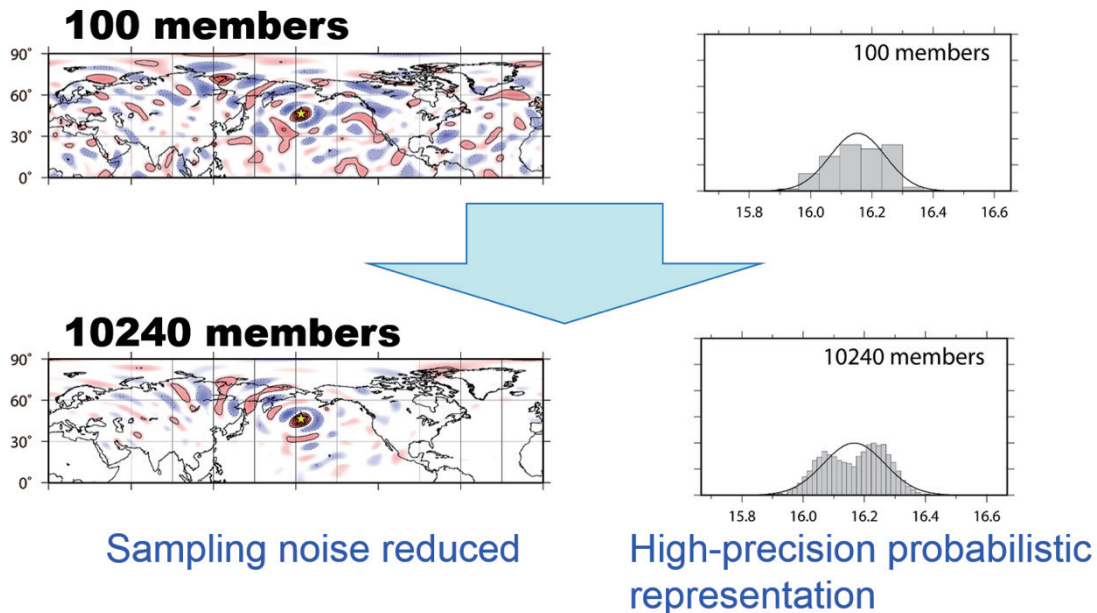 100 members
90°
60°
30°
0°
100 members
15.8 16.0 16.2 16.4 16.6
10240 members
90°
60°
30°
0°
10240 members
15.8 16.0 16.2 16.4 16.6
Sampling noise reduced
High-precision probabilistic
representation